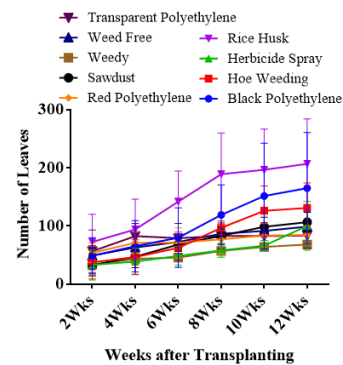 Transparent Polyethylene
Weed Free
Rice Husk
Weedy
Herbicide Spray
Sawdust
Hoe Weeding
Red Polyethylene
Black Polyethylene
300
200
100
0
Number of Leaves
2Wks
4Wks
6Wks
8Wks
10Wks
12Wks
Weeks after Transplanting